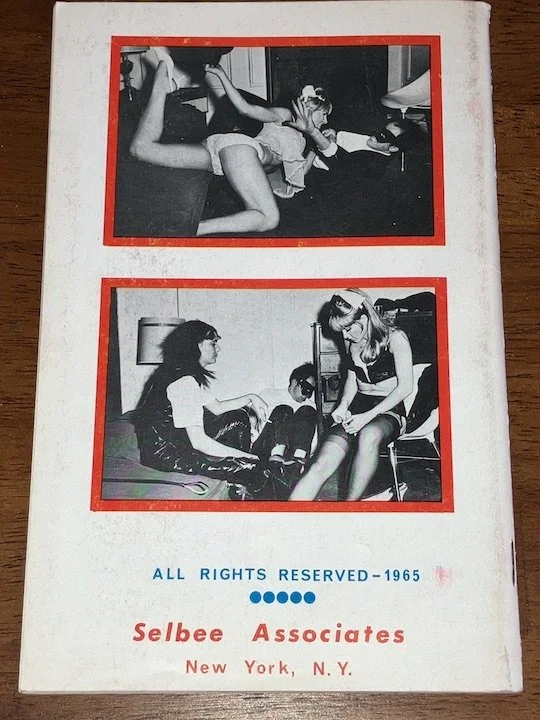 ALL RIGHTS RESERVED–1965
Selbee Associates
New York, N.Y.